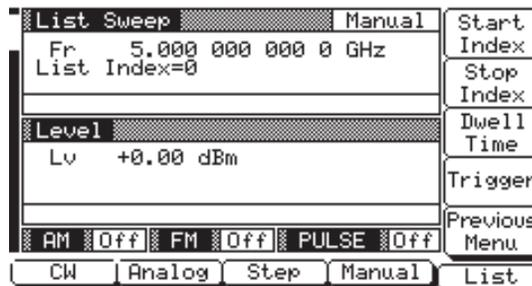 List Sweep Manual
Fr 5.000 000 000 0 GHz
List Index=0
Level
Lv +0.00 dBm
AM Off FM Off PULSE Off
CW Analog Step Manual List
Start
Index
Stop
Index
Dwell
Time
Trigger
Previous
Menu